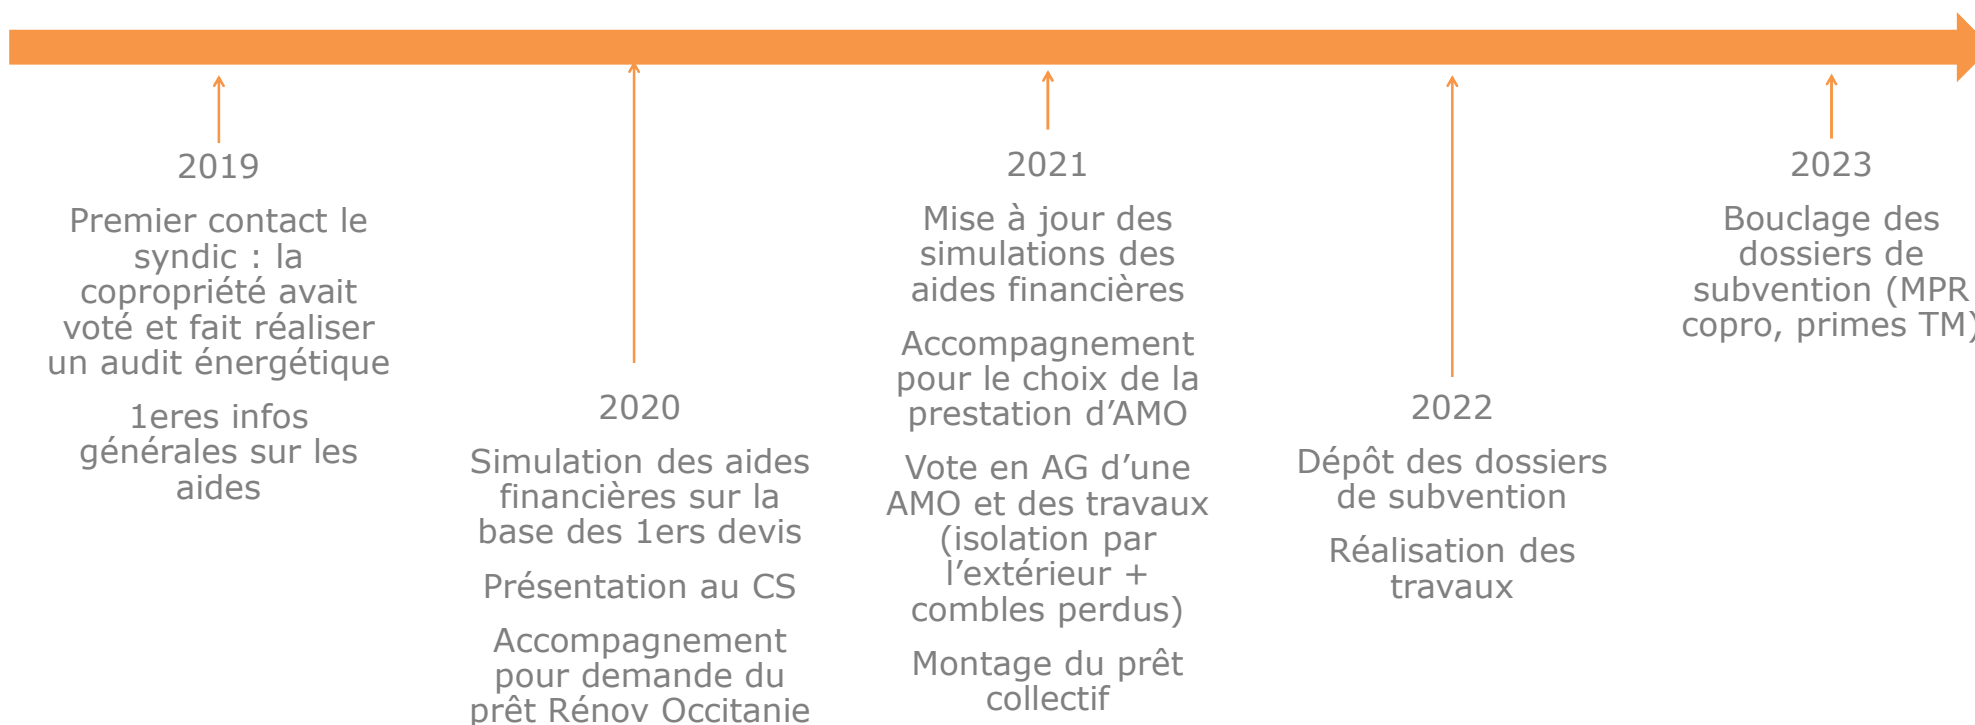 2019
Premier contact le
syndic : la
copropriété avait
voté et fait réaliser
un audit énergétique
1eres infos
générales sur les
aides
2020
Simulation des aides
financières sur la
base des 1ers devis
Présentation au CS
Accompagnement
pour demande du
prêt Rénov Occitanie
2021
Mise à jour des
simulations des
aides financières
Accompagnement
pour le choix de la
prestation d’AMO
Vote en AG d’une
AMO et des travaux
(isolation par
l’extérieur +
combles perdus)
Montage du prêt
collectif
2022
Dépôt des dossiers
de subvention
Réalisation des
travaux
2023
Bouclage des
dossiers de
subvention (MPR
copro, primes TM)